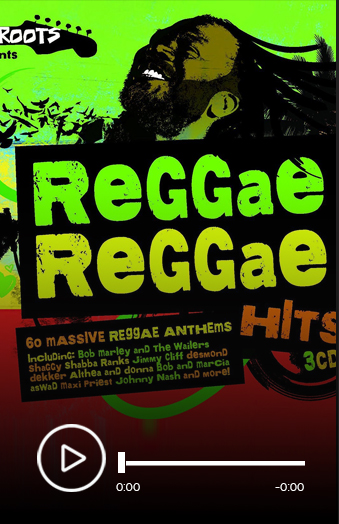 ROOTS
nts
ReGGae
ReGGae
HITS
60 mASSIVE REGGAE ANTHEMS
3CD
Including: Bob marley and The Wailers
Shaggy Shabba Ranks Jimmy Cliff desmond
dekker Althea and donna Bob and Marcia
asWaD maxi Priest Johnny Nash and more!
0:00
-0:00